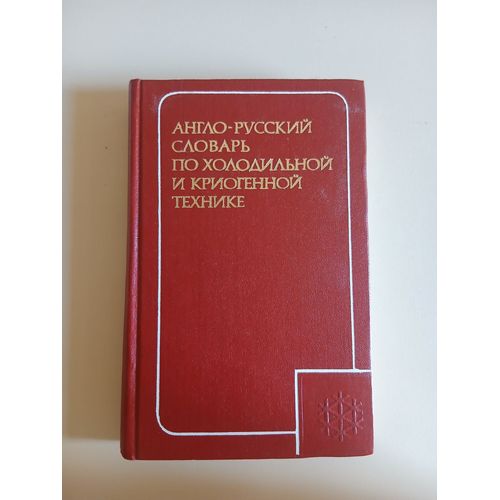 АНГЛО-РУССКИЙ
СЛОВАРЬ
ПО ХОЛОДИЛЬНОЙ
И КРИОГЕННОЙ
ТЕХНИКЕ